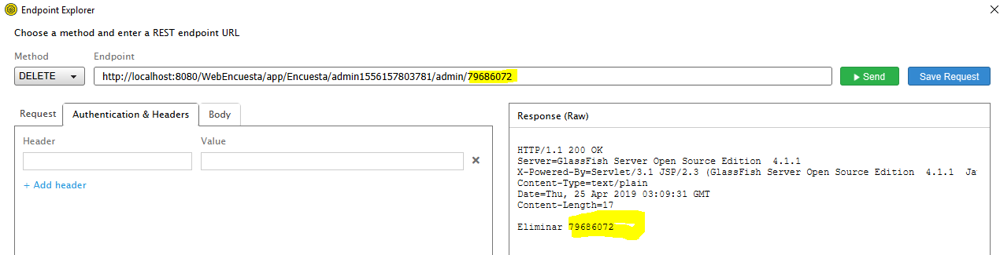 Endpoint Explorer
Choose a method and enter a REST endpoint URL
Method
Endpoint
DELETE
http://localhost:8080/WebEncuesta/app/Encuesta/admin1556157803781/admin/79686072
Send
Save Request
Request
Authentication & Headers
Body
Header
Value
+ Add header
Response (Raw)
HTTP/1.1 200 OK
Server=GlassFish Server Open Source Edition  4.1.1
X-Powered-By=Servlet/3.1 JSP/2.3 (GlassFish Server Open Source Edition  4.1.1  Ja
Content-Type=text/plain
Date=Thu, 25 Apr 2019 03:09:31 GMT
Content-Length=17
Eliminar 79686072